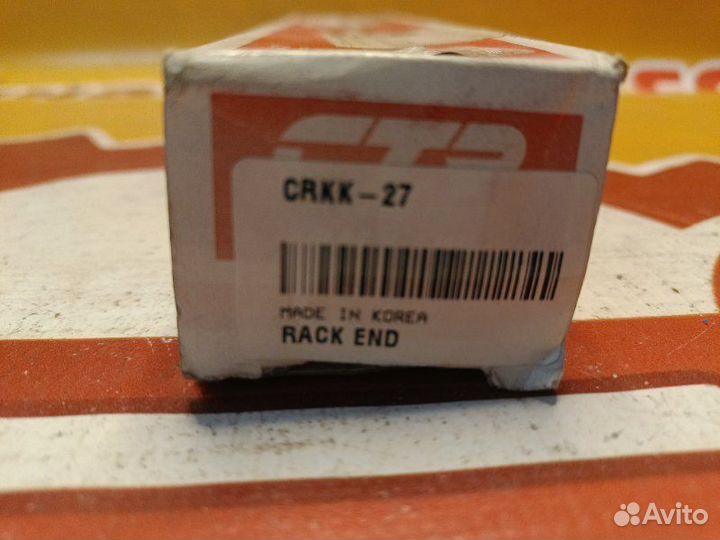 CTR
CRKK-27
MADE IN KOREA
RACK END
Avito